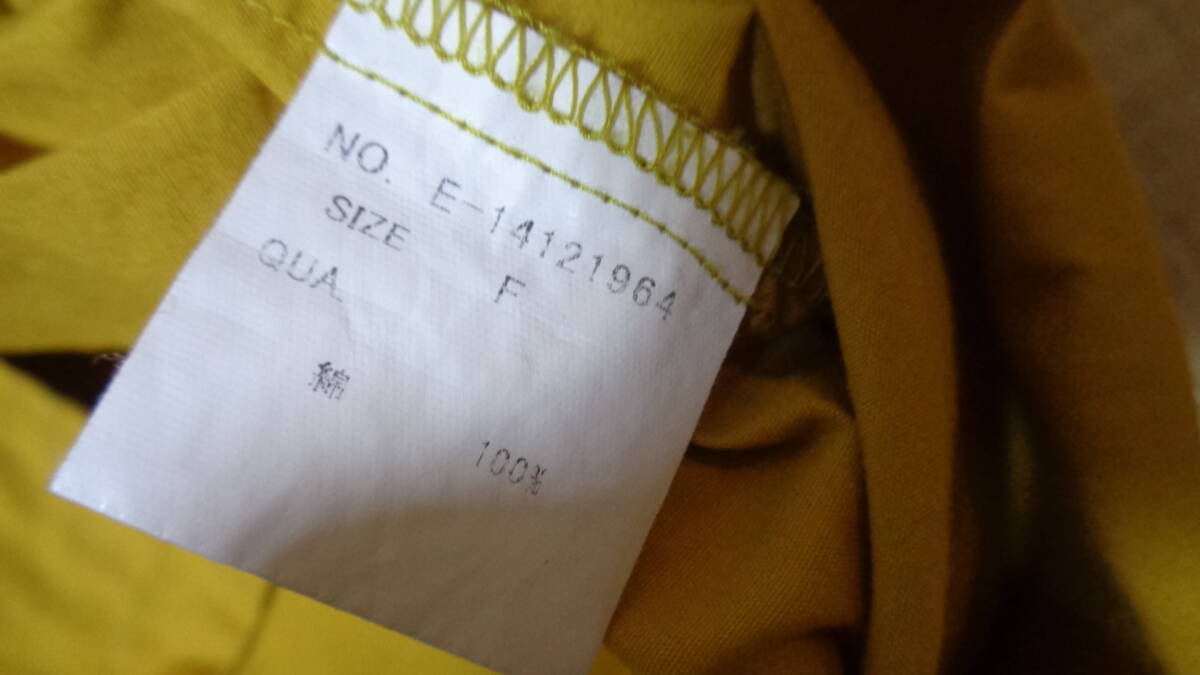 NO. E-14121964
SIZE F
QUA.
綿 100%